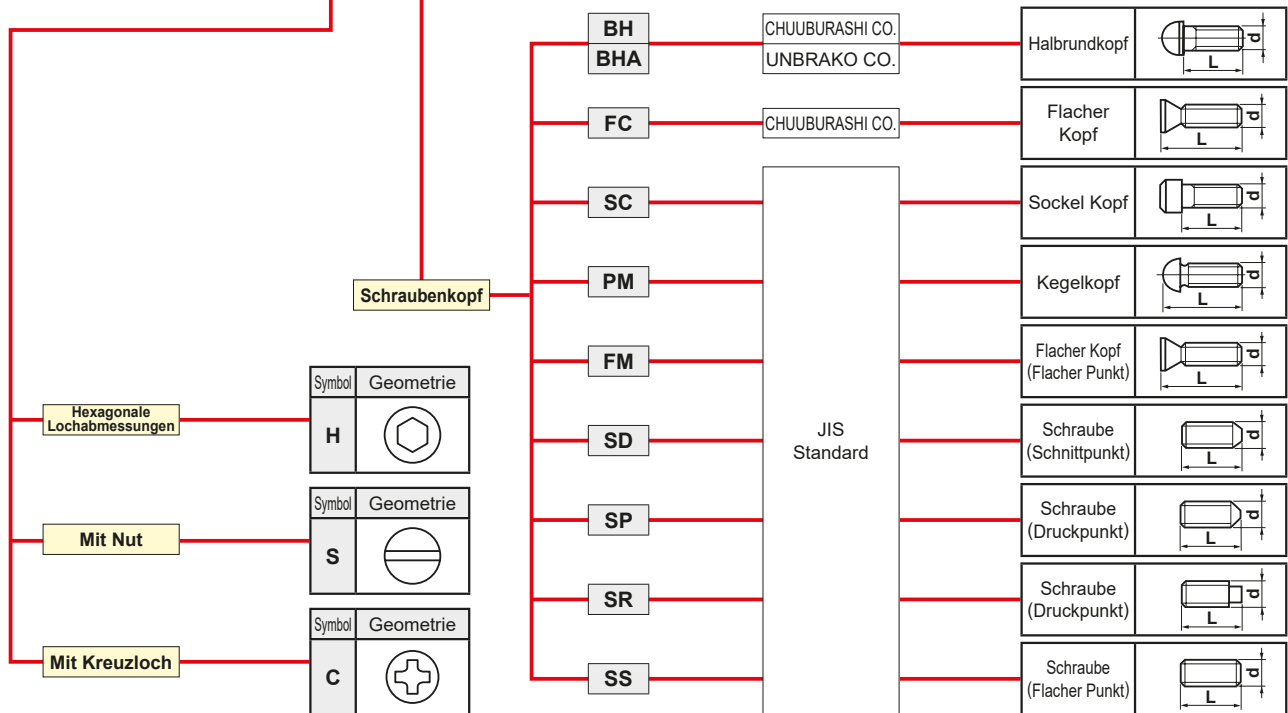 BH
BHA
CHUUBURASHI CO.
UNBRAKO CO.
Halbrundkopf
d
L
FC
CHUUBURASHI CO.
Flacher
Kopf
d
L
SC
Sockel Kopf
d
L
Schraubenkopf
PM
Kegelkopf
d
L
FM
Flacher Kopf
(Flacher Punkt)
d
L
Hexagonale
Lochabmessungen
Symbol Geometrie
H
SD
JIS
Standard
Schraube
(Schnittpunkt)
d
L
Mit Nut
Symbol Geometrie
S
SP
Schraube
(Druckpunkt)
d
L
SR
Schraube
(Druckpunkt)
d
L
Mit Kreuzloch
Symbol Geometrie
C
SS
Schraube
(Flacher Punkt)
d
L